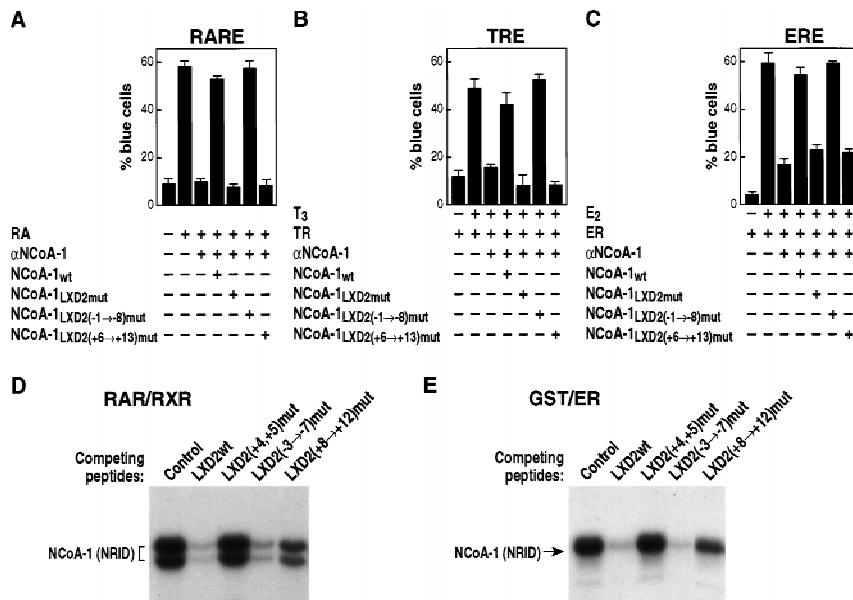 A
RARE
% blue cells
60
40
20
0
RA − + + + + + +
αNCoA-1 − − + + + + +
NCoA-1wt − − − + − − −
NCoA-1LXD2mut − − − − + − −
NCoA-1LXD2(-1→-8)mut − − − − − + −
NCoA-1LXD2(+6→+13)mut − − − − − − +
B
TRE
% blue cells
60
40
20
0
T3 − + + + + + +
TR + + + + + + +
αNCoA-1 − − + + + + +
NCoA-1wt − − − + − − −
NCoA-1LXD2mut − − − − + − −
NCoA-1LXD2(-1→-8)mut − − − − − + −
NCoA-1LXD2(+6→+13)mut − − − − − − +
C
ERE
% blue cells
60
40
20
0
E2 − + + + + + +
ER + + + + + + +
αNCoA-1 − − + + + + +
NCoA-1wt − − − + − − −
NCoA-1LXD2mut − − − − + − −
NCoA-1LXD2(-1→-8)mut − − − − − + −
NCoA-1LXD2(+6→+13)mut − − − − − − +
D
RAR/RXR
Competing
peptides:
Control
LXD2wt
LXD2(+4,+5)mut
LXD2(-3→-7)mut
LXD2(+8→+12)mut
NCoA-1 (NRID)
E
GST/ER
Competing
peptides:
Control
LXD2wt
LXD2(+4,+5)mut
LXD2(-3→-7)mut
LXD2(+8→+12)mut
NCoA-1 (NRID)→